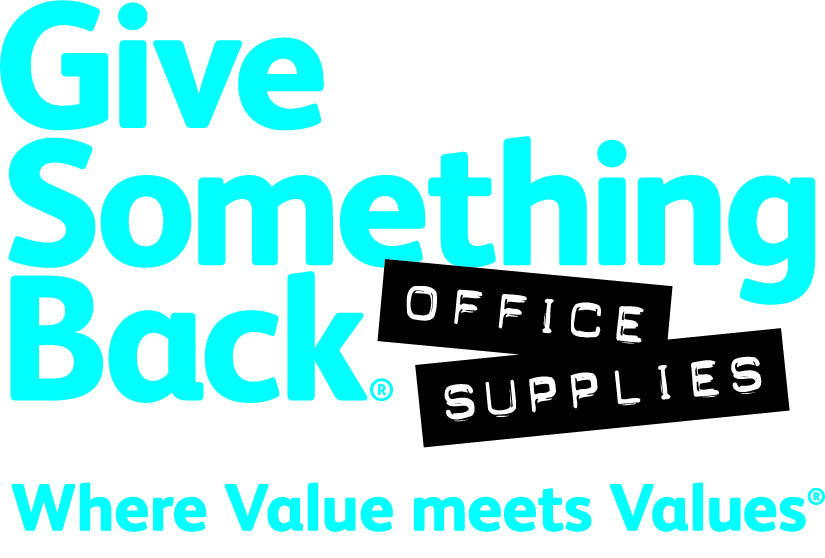 Give
Something
Back®
OFFICE
SUPPLIES
Where Value meets Values®